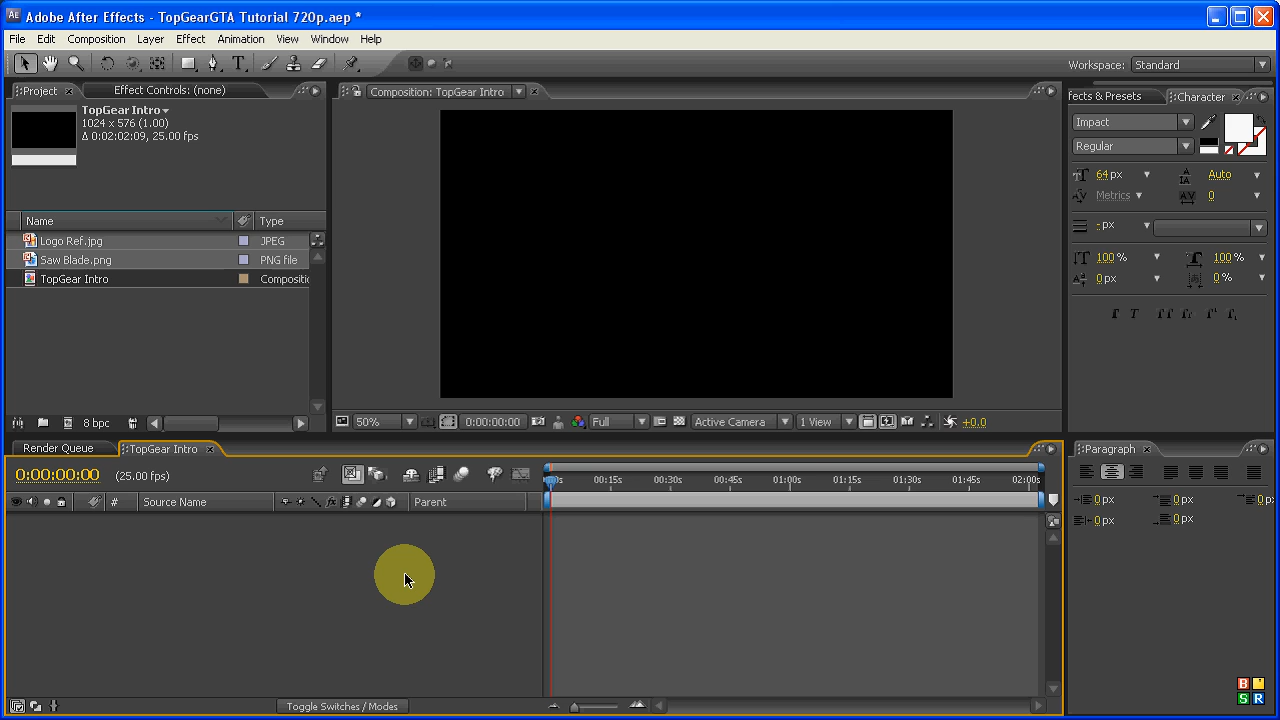 Adobe After Effects - TopGearGTA Tutorial 720p.aep *
File Edit Composition Layer Effect Animation View Window Help
Workspace: Standard
Project Effect Controls: (none)
Composition: TopGear Intro
fects & Presets Character
TopGear Intro
1024 x 576 (1.00)
Δ 0:02:02:09, 25.00 fps
Impact
Regular
64 px Auto
Metrics 0
- px
100 % 100 %
0 px 0 %
Name Type
Logo Ref.jpg JPEG
Saw Blade.png PNG file
TopGear Intro Compositi
8 bpc
50% 0:00:00:00 Full Active Camera 1 View +0.0
Render Queue TopGear Intro
Paragraph
0:00:00:00 (25.00 fps)
00:15s 00:30s 00:45s 01:00s 01:15s 01:30s 01:45s 02:00s
# Source Name Parent
0 px 0 px 0 p
0 px 0 px
Toggle Switches / Modes
B
S R